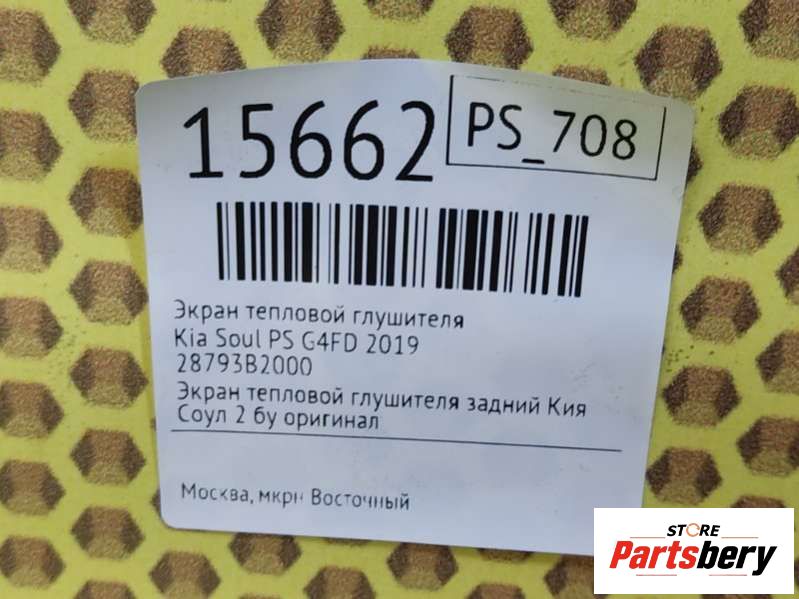 15662
PS_708
Экран тепловой глушителя
Kia Soul PS G4FD 2019
28793B2000
Экран тепловой глушителя задний Кия
Соул 2 бу оригинал
Москва, мкрн Восточный
STORE
Partsbery